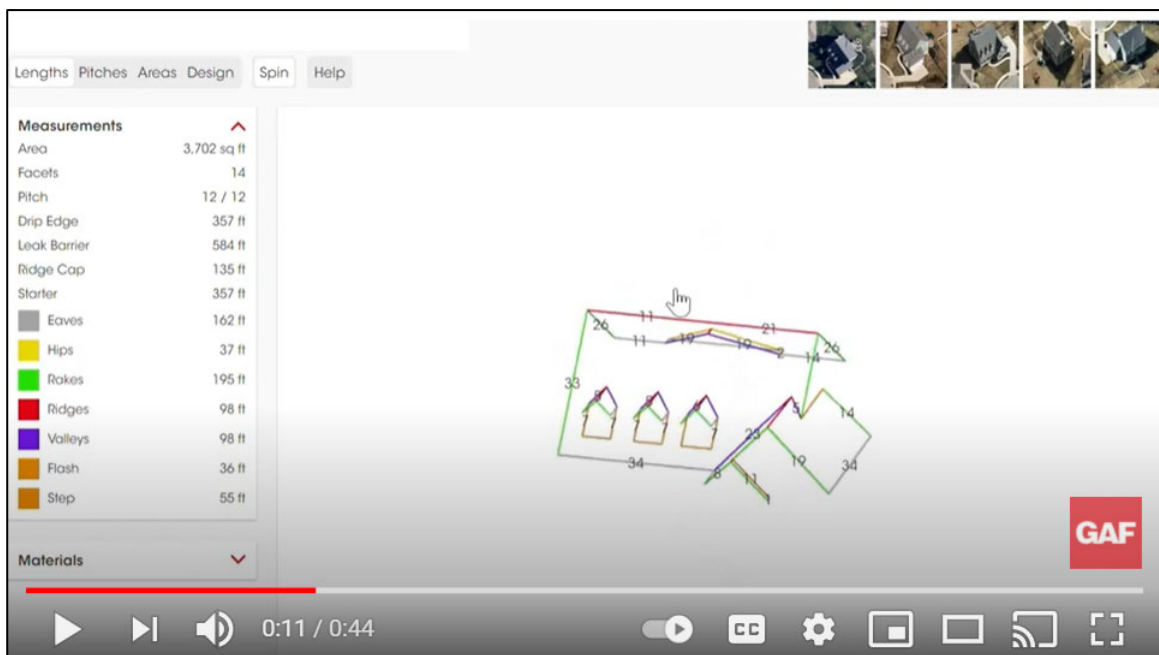 Lengths Pitches Areas Design Spin Help
Measurements
Area 3,702 sq ft
Facets 14
Pitch 12 / 12
Drip Edge 357 ft
Leak Barrier 584 ft
Ridge Cap 135 ft
Starter 357 ft
Eaves 162 ft
Hips 37 ft
Rakes 195 ft
Ridges 98 ft
Valleys 98 ft
Flash 36 ft
Step 55 ft
Materials
11
21
26
11
19
19
2
14
26
33
5
14
23
34
8
11
19
34
1
GAF
0:11 / 0:44
CC